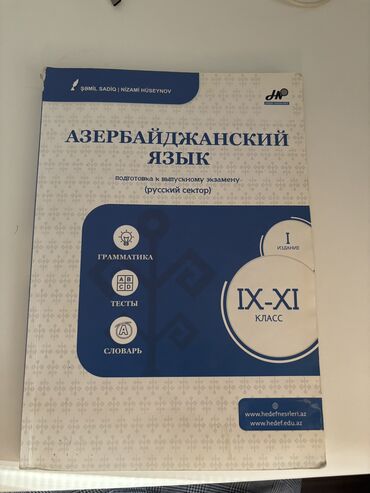 ŞƏMİL SADİQ | NİZAMİ HÜSEYNOV
АЗЕРБАЙДЖАНСКИЙ
ЯЗЫК
подготовка к выпускному экзамену
(русский сектор)
I
ИЗДАНИЕ
ГРАММАТИКА
A B
C D
ТЕСТЫ
IX-XI
КЛАСС
A
СЛОВАРЬ
www.hedefnesrleri.az
www.hedef.edu.az